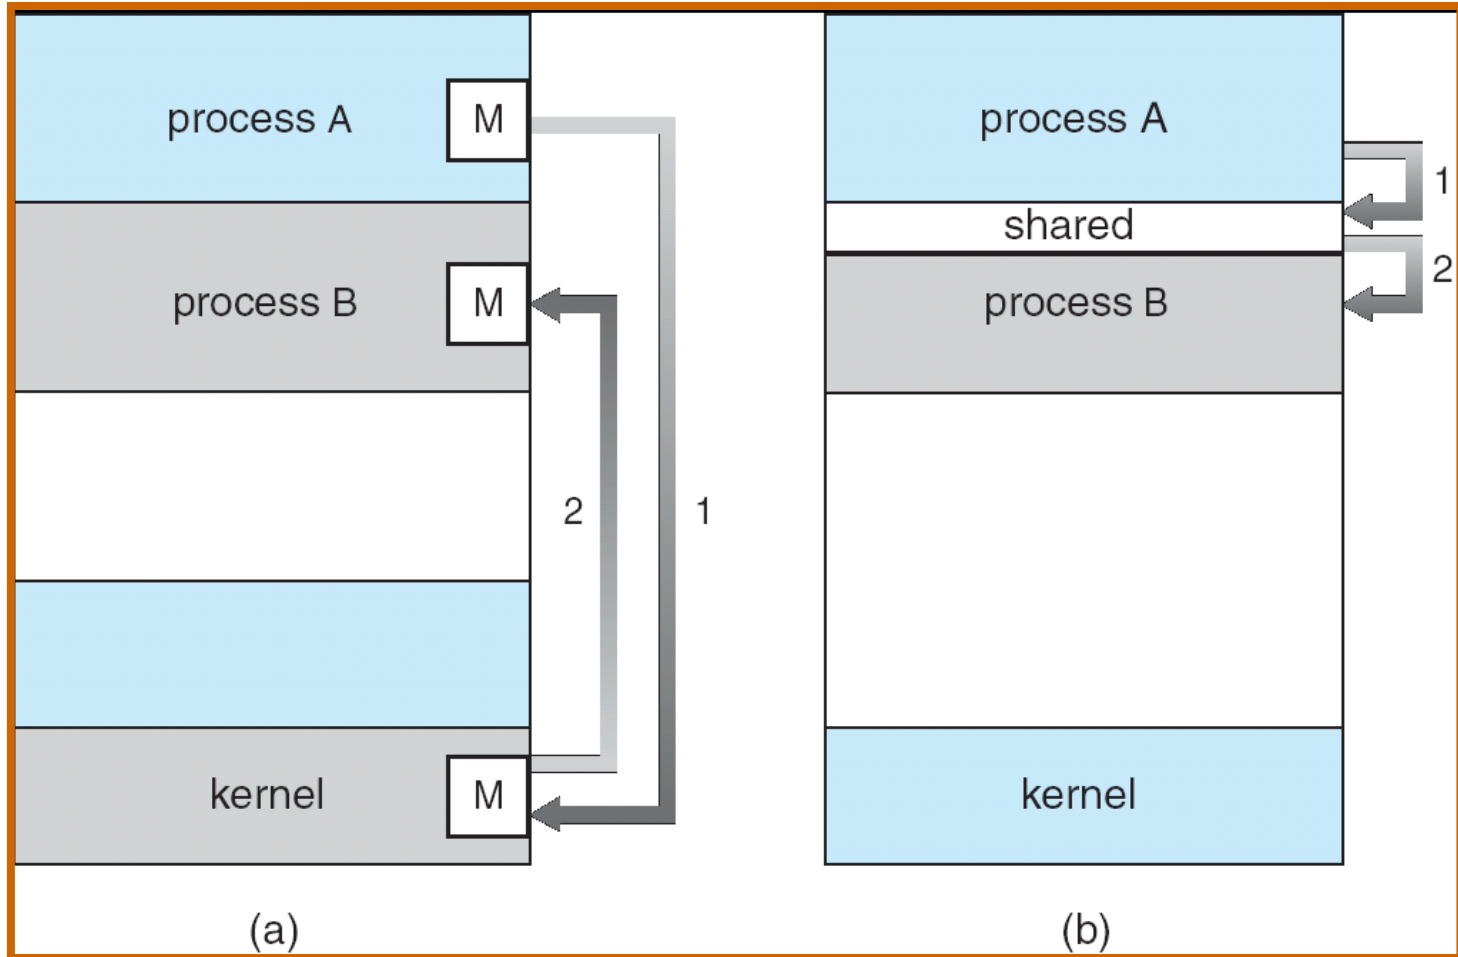 process A
M
process B
M
2
1
kernel
M
(a)
process A
1
shared
2
process B
kernel
(b)